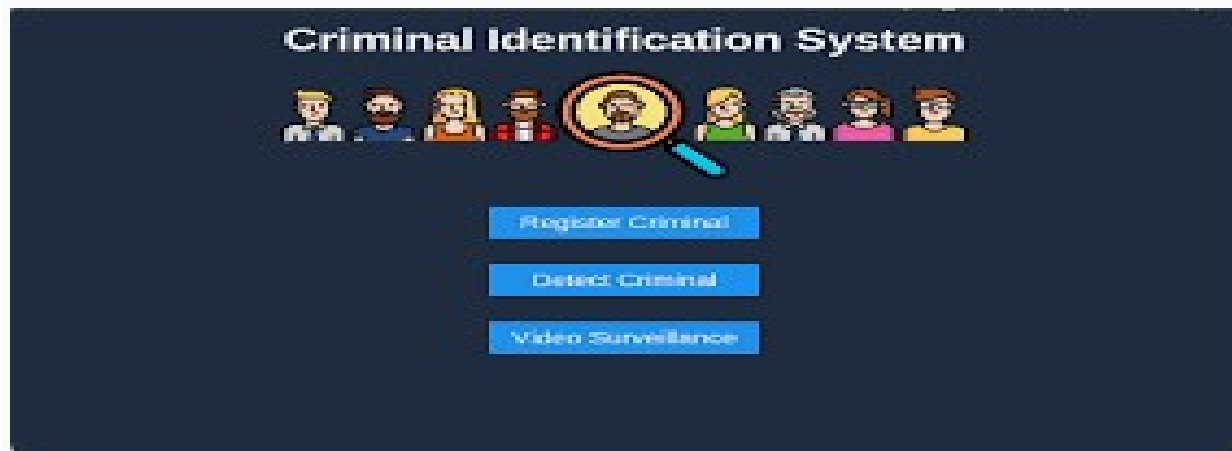 Criminal Identification System
Register Criminal
Detect Criminal
Video Surveillance